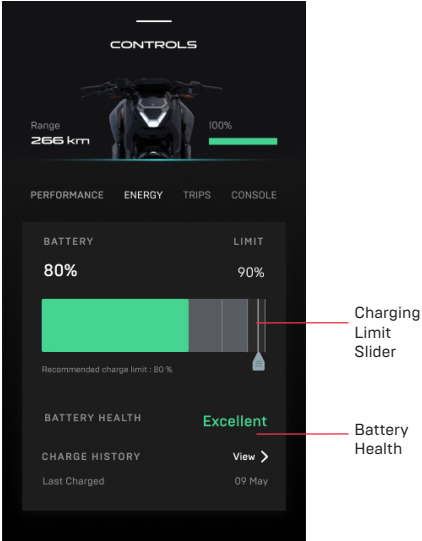 CONTROLS
Range
100%
266 km
PERFORMANCE ENERGY TRIPS CONSOLE
BATTERY LIMIT
80% 90%
Charging
Limit
Slider
Recommended charge limit : 80 %
BATTERY HEALTH Excellent
Battery
Health
CHARGE HISTORY View
Last Charged 09 May